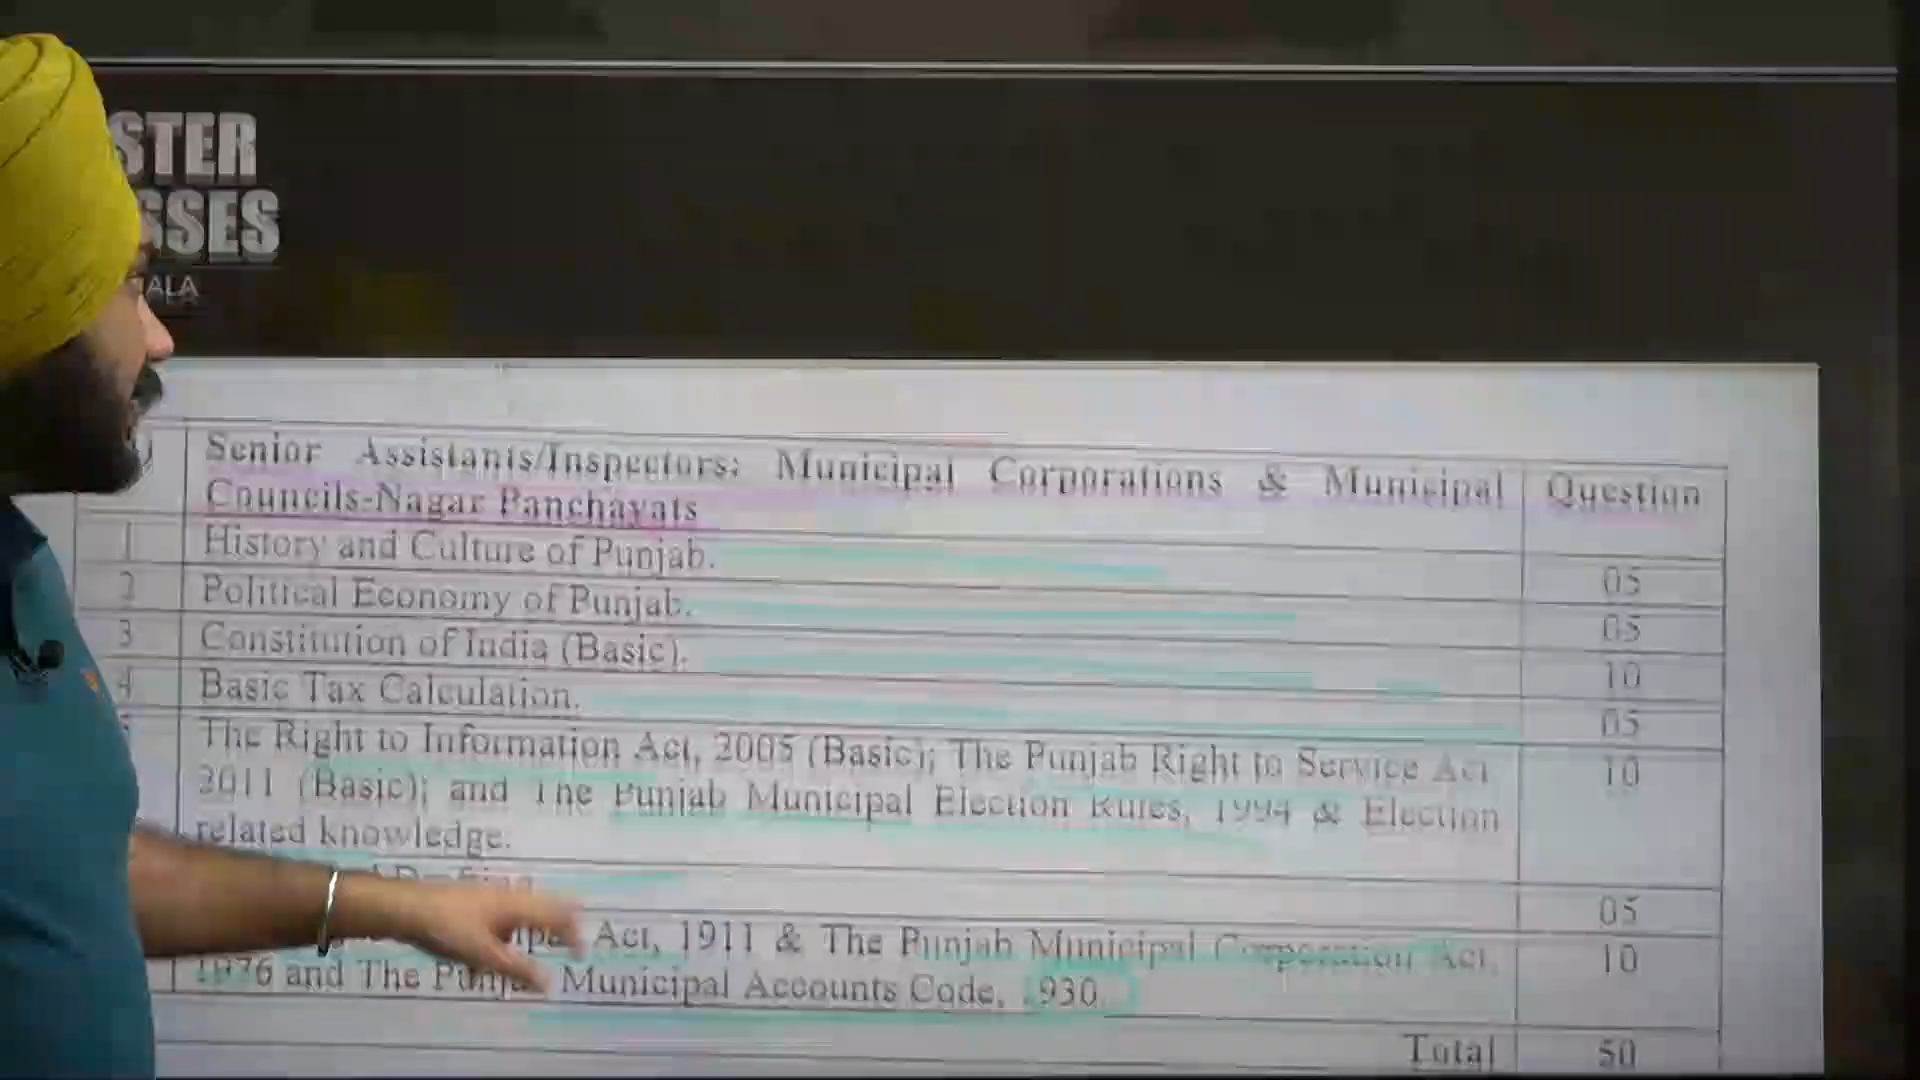 STER
SSES
ALA
Senior Assistants/Inspectors: Municipal Corporations & Municipal Question
Councils-Nagar Panchayats
1 History and Culture of Punjab. 05
2 Political Economy of Punjab. 05
3 Constitution of India (Basic). 10
4 Basic Tax Calculation. 05
The Right to Information Act, 2005 (Basic); The Punjab Right to Service Act 10
2011 (Basic); and The Punjab Municipal Election Rules, 1994 & Election
related knowledge.
05
Act, 1911 & The Punjab Municipal Corporation Act, 10
1976 and The Municipal Accounts Code, 1930.
Total 50